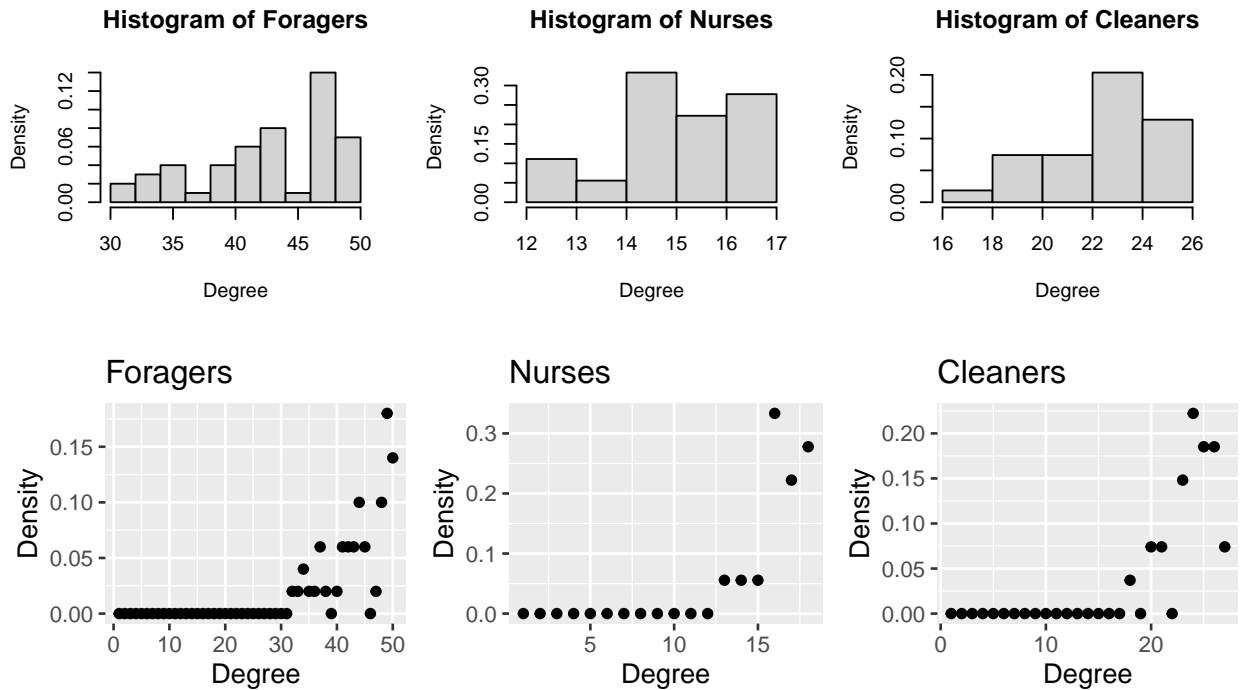 Histogram of Foragers
Density
0.00 0.06 0.12
30 35 40 45 50
Degree
Histogram of Nurses
Density
0.00 0.15 0.30
12 13 14 15 16 17
Degree
Histogram of Cleaners
Density
0.00 0.10 0.20
16 18 20 22 24 26
Degree
Foragers
Density
0.15
0.10
0.05
0.00
0 10 20 30 40 50
Degree
Nurses
Density
0.3
0.2
0.1
0.0
5 10 15
Degree
Cleaners
Density
0.20
0.15
0.10
0.05
0.00
0 10 20
Degree